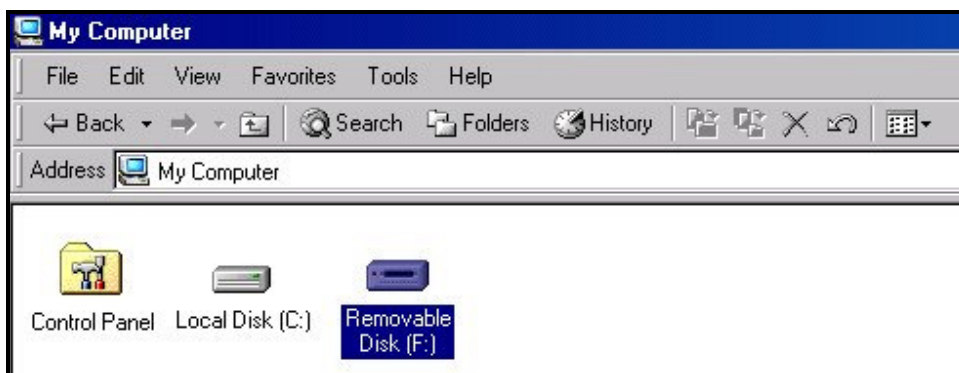 My Computer
File Edit View Favorites Tools Help
Back Search Folders History
Address My Computer
Control Panel Local Disk (C:) Removable
Disk (F:)